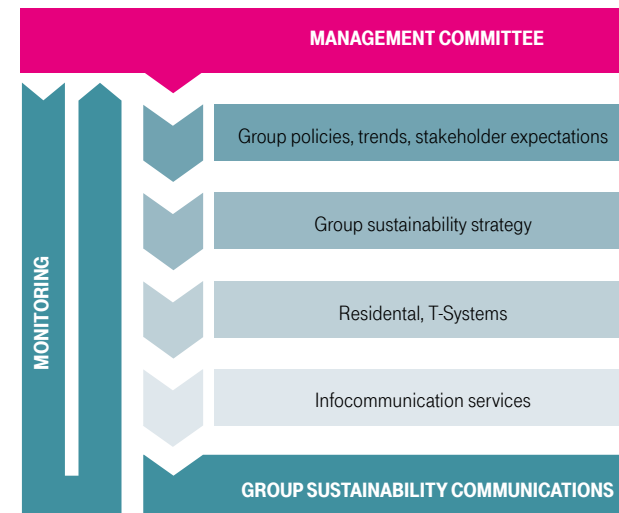 MANAGEMENT COMMITTEE
Group policies, trends, stakeholder expectations
Group sustainability strategy
Residental, T-Systems
Infocommunication services
GROUP SUSTAINABILITY COMMUNICATIONS
MONITORING